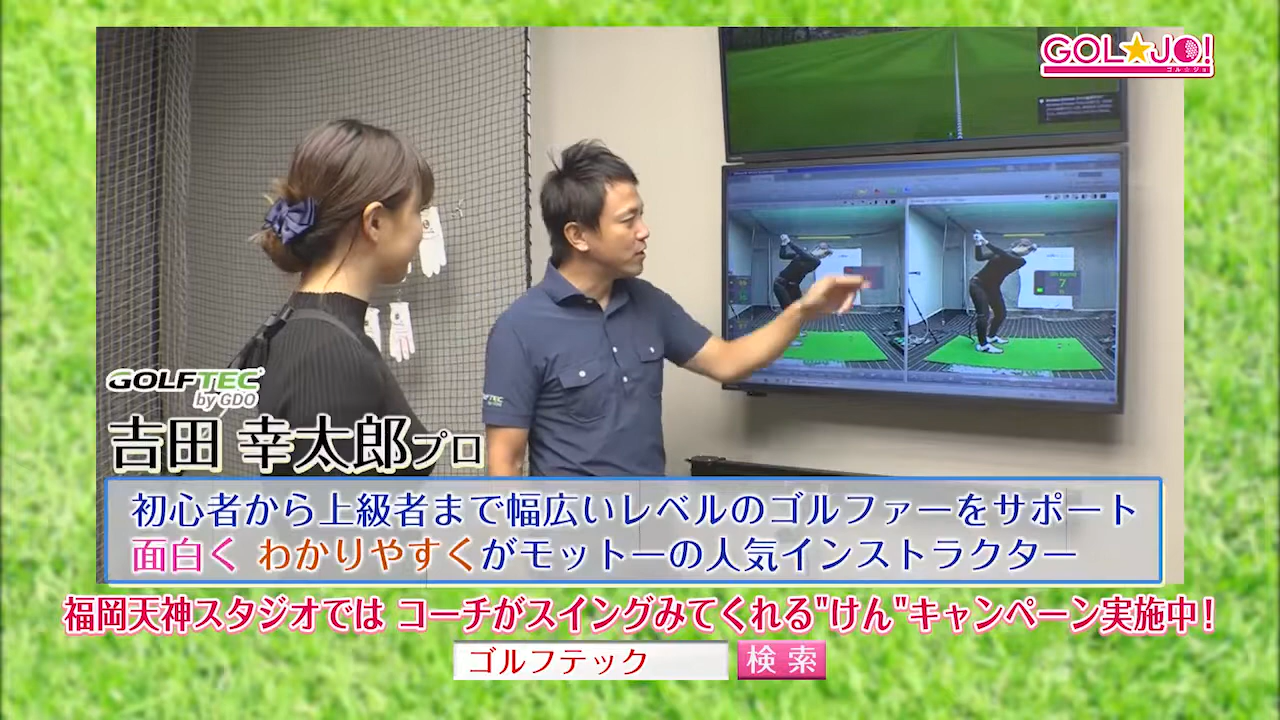 GOL★JO!
ゴル☆ジョ
GOLFTEC
by GDO
吉田 幸太郎プロ
初心者から上級者まで幅広いレベルのゴルファーをサポート
面白く わかりやすくがモットーの人気インストラクター
福岡天神スタジオでは コーチがスイングみてくれる"けん"キャンペーン実施中!
ゴルフテック 検索